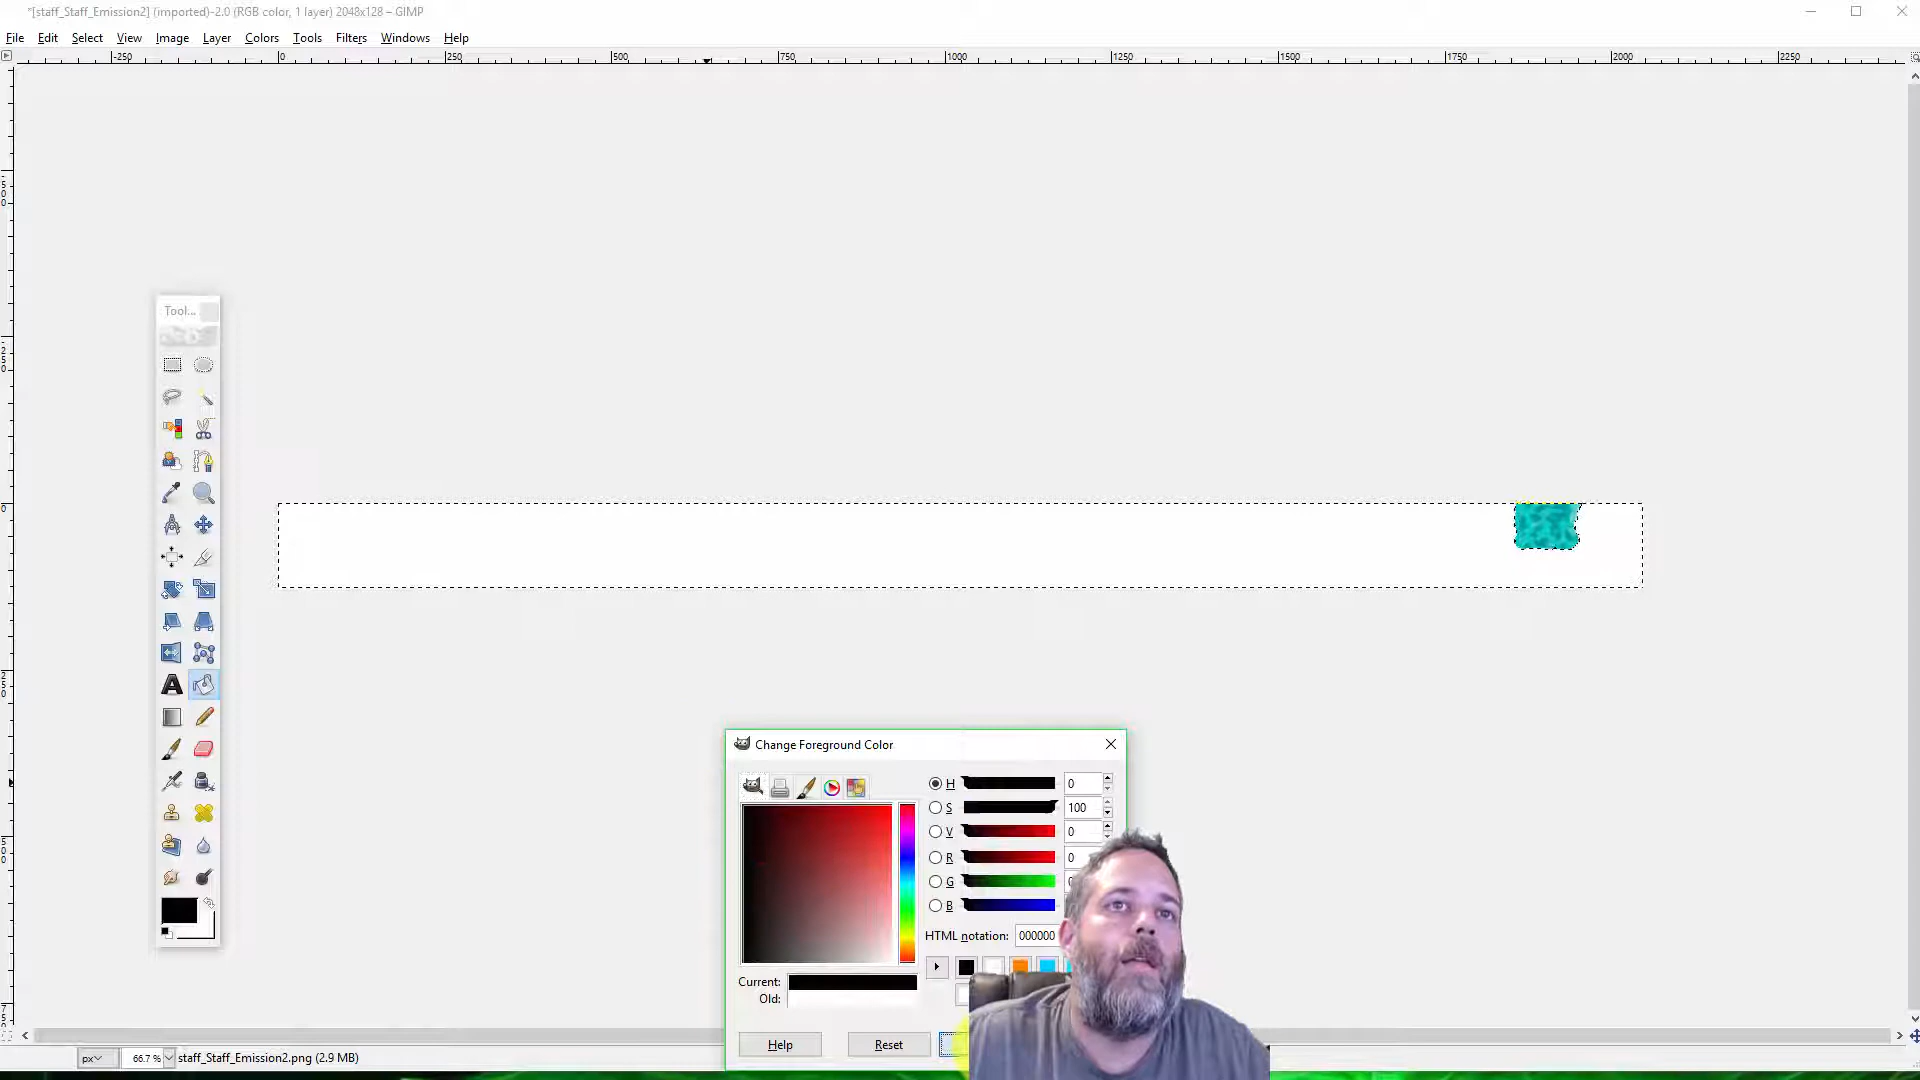 *[staff_Staff_Emission2] (imported)-2.0 (RGB color, 1 layer) 2048x128 – GIMP
File Edit Select View Image Layer Colors Tools Filters Windows Help
-250 0 250 500 750 1000 1250 1500 1750 2000 2250
Tool...
A
Change Foreground Color
H 0
S 100
V 0
R 0
G
B
HTML notation: 000000
Current:
Old:
Help Reset
px 66.7 % staff_Staff_Emission2.png (2.9 MB)